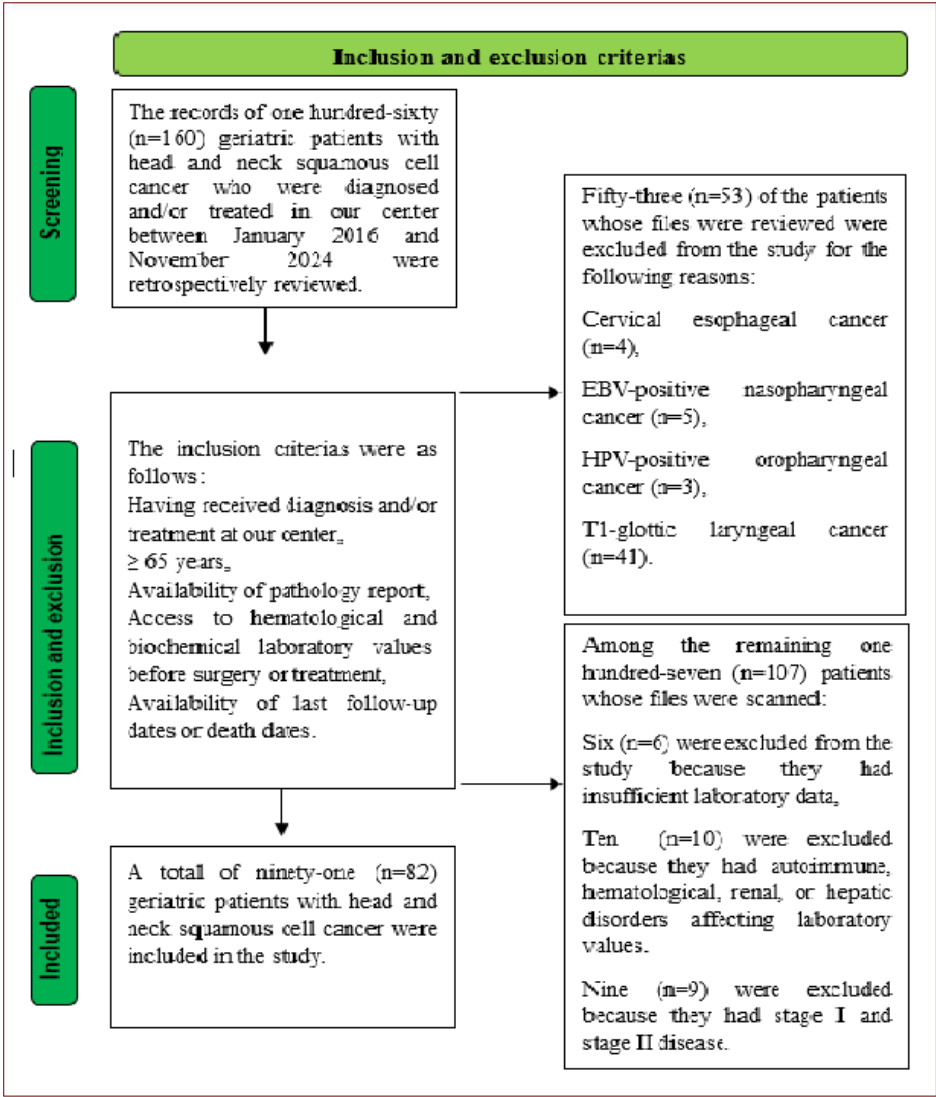 Inclusion and exclusion criterias
Screening
The records of one hundred-sixty
(n=160) geriatric patients with
head and neck squamous cell
cancer who were diagnosed
and/or treated in our center
between January 2016 and
November 2024 were
retrospectively reviewed.
Fifty-three (n=53) of the patients
whose files were reviewed were
excluded from the study for the
following reasons:
Cervical esophageal cancer
(n=4),
EBV-positive nasopharyngeal
cancer (n=5),
HPV-positive oropharyngeal
cancer (n=3),
T1-glottic laryngeal cancer
(n=41).
Inclusion and exclusion
The inclusion criterias were as
follows:
Having received diagnosis and/or
treatment at our center,
≥ 65 years,
Availability of pathology report,
Access to hematological and
biochemical laboratory values
before surgery or treatment,
Availability of last follow-up
dates or death dates.
Among the remaining one
hundred-seven (n=107) patients
whose files were scanned:
Six (n=6) were excluded from the
study because they had
insufficient laboratory data,
Ten (n=10) were excluded
because they had autoimmune,
hematological, renal, or hepatic
disorders affecting laboratory
values.
Nine (n=9) were excluded
because they had stage I and
stage II disease.
Included
A total of ninety-one (n=82)
geriatric patients with head and
neck squamous cell cancer were
included in the study.